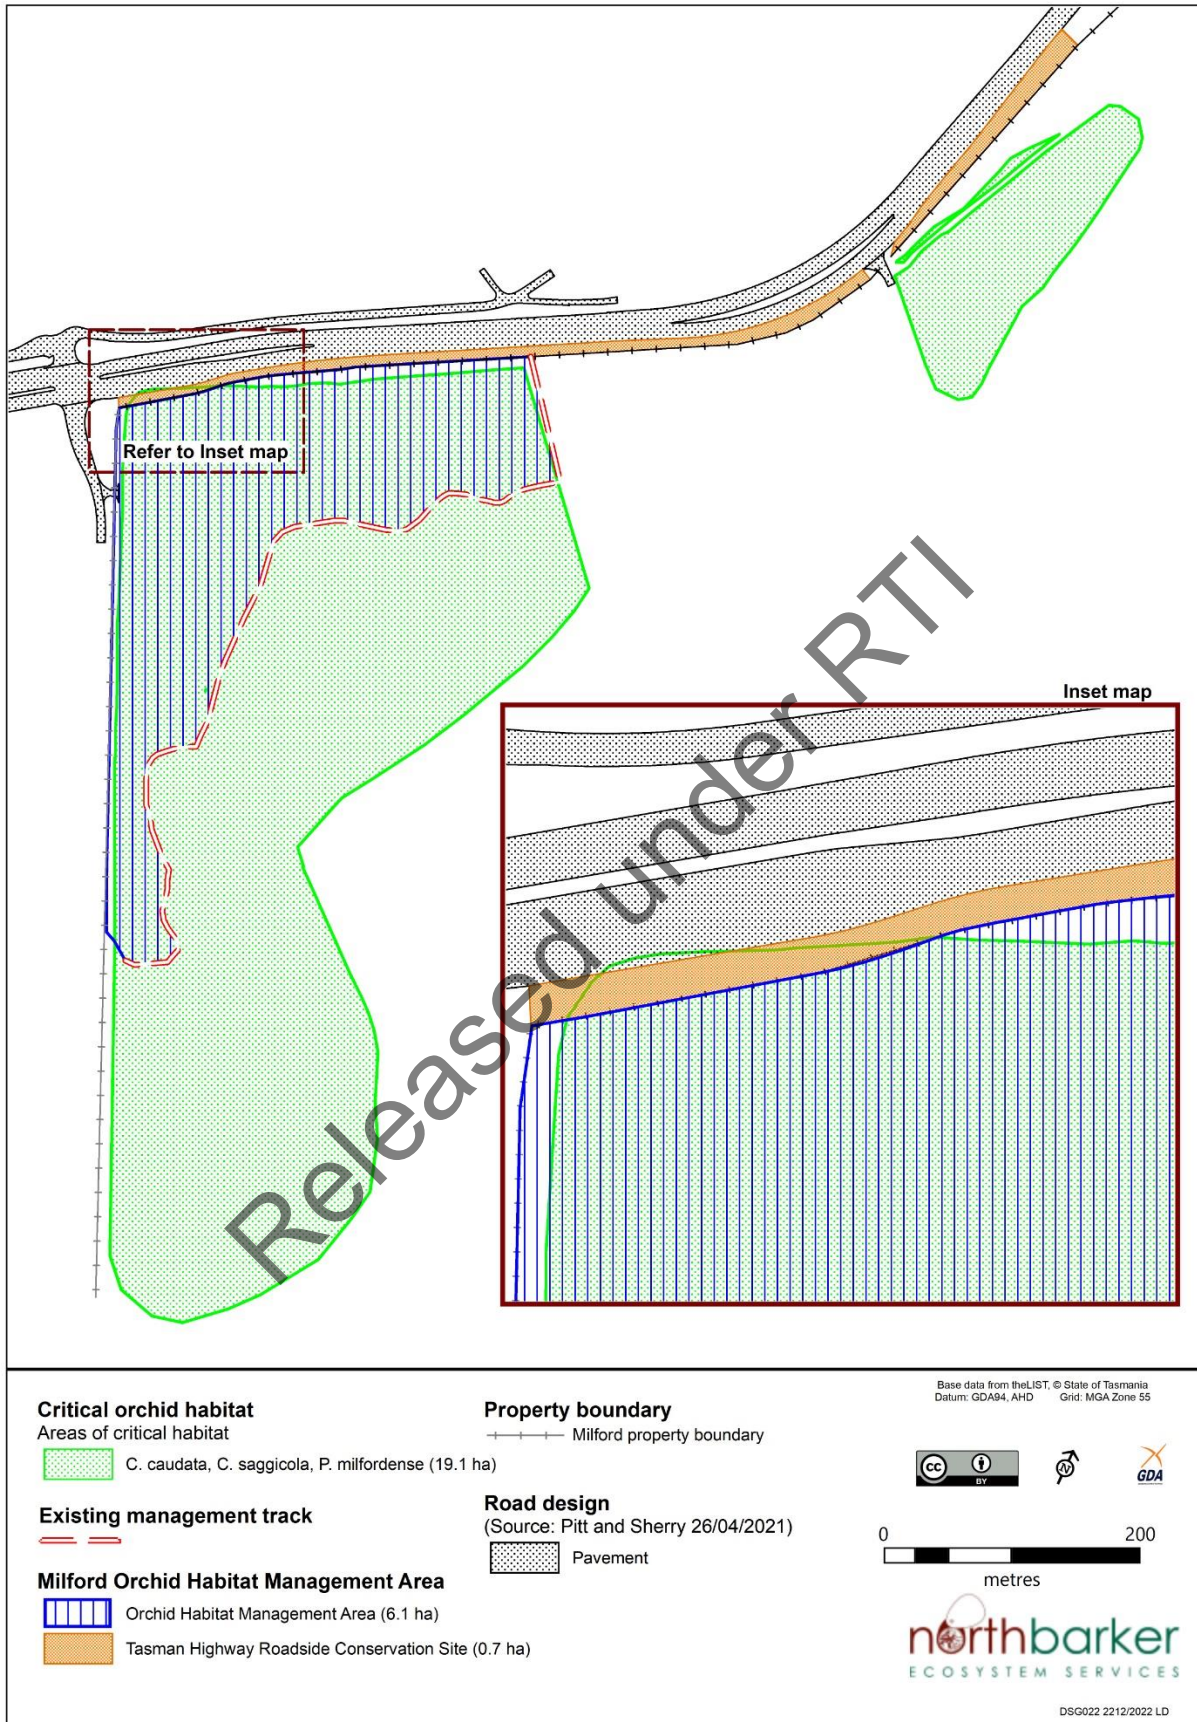 Refer to Inset map
Released under RTI
Inset map
Critical orchid habitat
Areas of critical habitat
C. caudata, C. saggicola, P. milfordense (19.1 ha)
Existing management track
Milford Orchid Habitat Management Area
Orchid Habitat Management Area (6.1 ha)
Tasman Highway Roadside Conservation Site (0.7 ha)
Property boundary
Milford property boundary
Road design
(Source: Pitt and Sherry 26/04/2021)
Pavement
Base data from theLIST, © State of Tasmania
Datum: GDA94, AHD Grid: MGA Zone 55
cc BY
N
GDA
0 200
metres
northbarker
ECOSYSTEM SERVICES
DSG022 2212/2022 LD